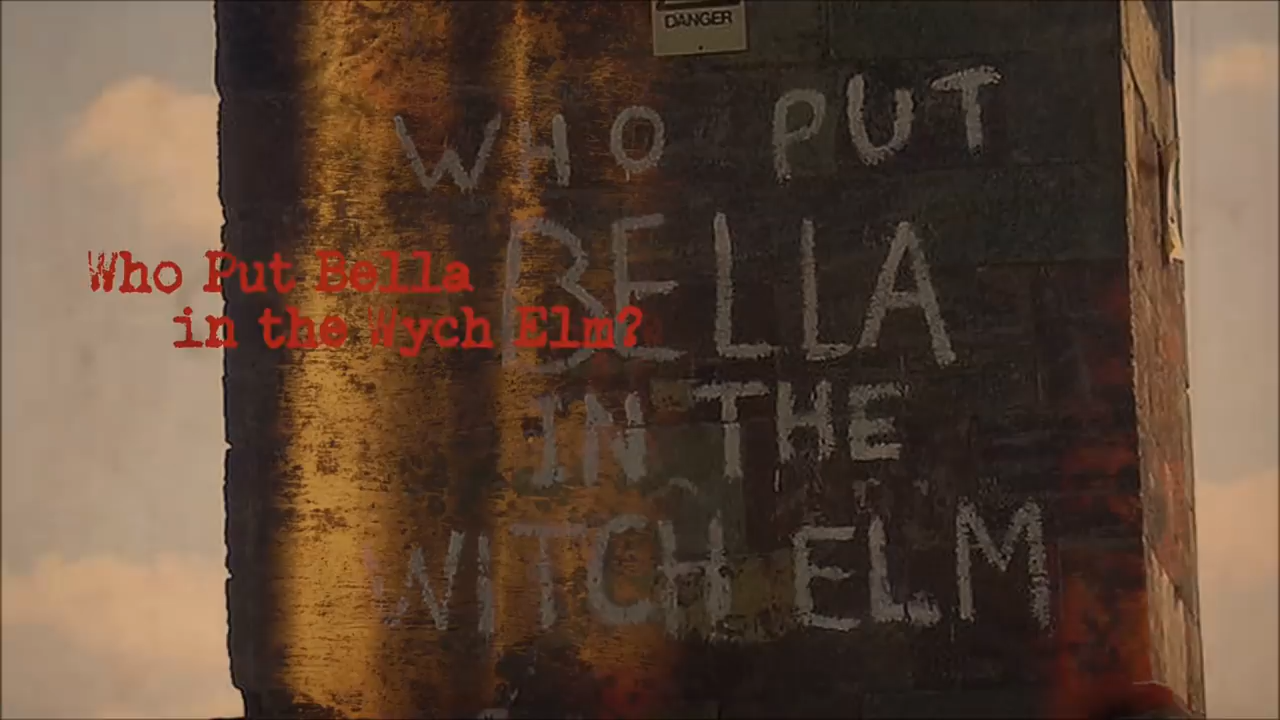 DANGER
WHO PUT
BELLA
IN THE
WITCH ELM
Who Put Bella
in the Wych Elm?